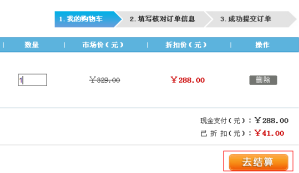 1. 我的购物车 2. 填写核对订单信息 3. 成功提交订单
数量 市场价（元） 折扣价（元） 操作
1 ￥329.00 ￥288.00 删除
现金支付(元)：￥288.00
已 折 扣(元)：￥41.00
去结算